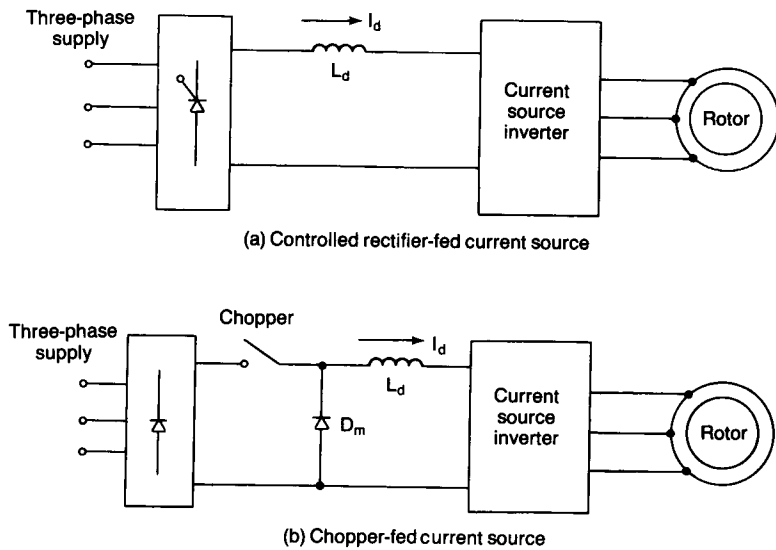 Three-phase
supply
I_d
L_d
Current
source
inverter
Rotor
(a) Controlled rectifier-fed current source
Three-phase
supply
Chopper
I_d
L_d
D_m
Current
source
inverter
Rotor
(b) Chopper-fed current source